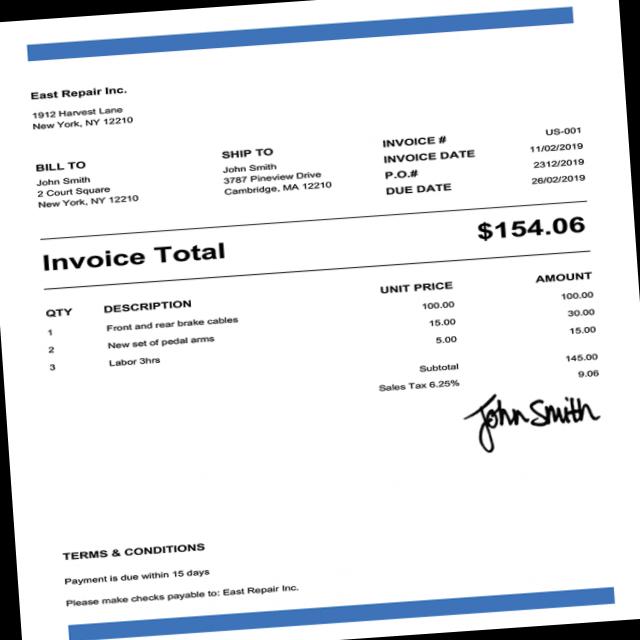 East Repair Inc.
1912 Harvest Lane
New York, NY 12210
BILL TO
John Smith
2 Court Square
New York, NY 12210
SHIP TO
John Smith
3787 Pineview Drive
Cambridge, MA 12210
INVOICE # US-001
INVOICE DATE 11/02/2019
P.O.# 2312/2019
DUE DATE 26/02/2019
Invoice Total $154.06
QTY DESCRIPTION UNIT PRICE AMOUNT
1 Front and rear brake cables 100.00 100.00
2 New set of pedal arms 15.00 30.00
3 Labor 3hrs 5.00 15.00
Subtotal 145.00
Sales Tax 6.25% 9.06
John Smith
TERMS & CONDITIONS
Payment is due within 15 days
Please make checks payable to: East Repair Inc.